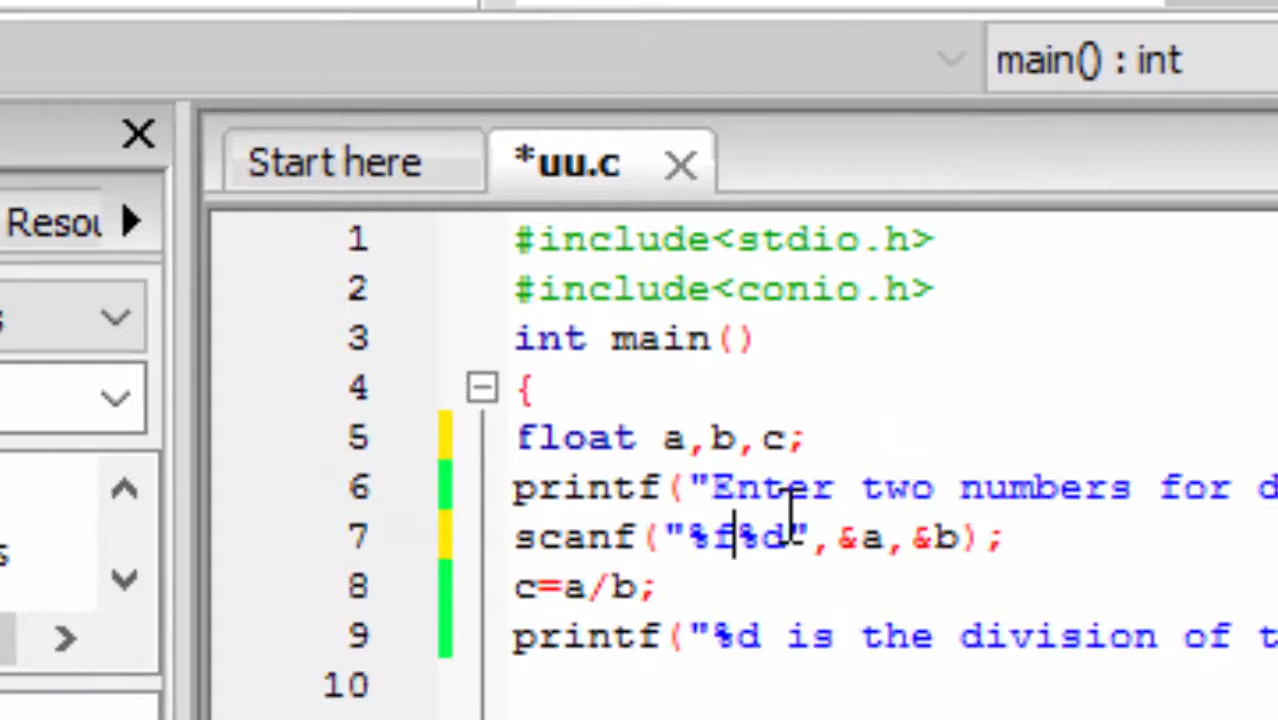 main() : int
Start here
*uu.c
1 #include<stdio.h>
2 #include<conio.h>
3 int main()
4 {
5 float a,b,c;
6 printf("Enter two numbers for d
7 scanf("%f%d",&a,&b);
8 c=a/b;
9 printf("%d is the division of t
10